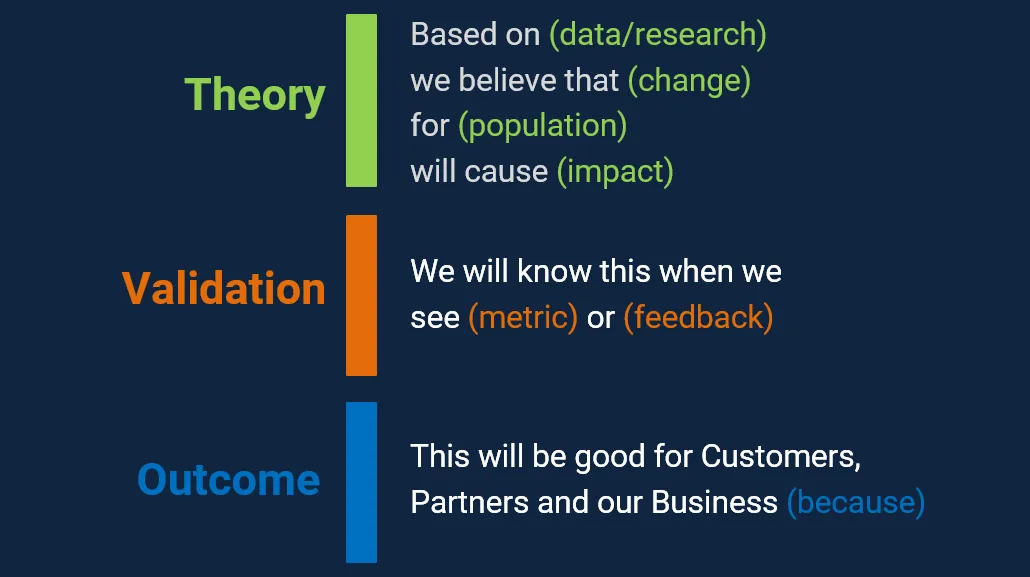 Theory
Based on (data/research)
we believe that (change)
for (population)
will cause (impact)
Validation
We will know this when we
see (metric) or (feedback)
Outcome
This will be good for Customers,
Partners and our Business (because)